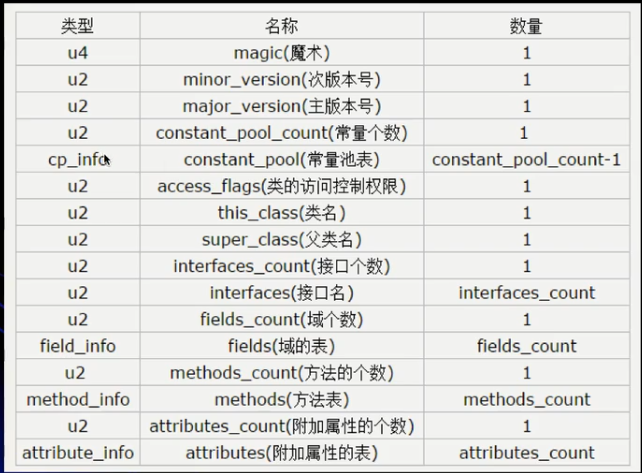 类型 名称 数量
u4 magic(魔术) 1
u2 minor_version(次版本号) 1
u2 major_version(主版本号) 1
u2 constant_pool_count(常量个数) 1
cp_info constant_pool(常量池表) constant_pool_count-1
u2 access_flags(类的访问控制权限) 1
u2 this_class(类名) 1
u2 super_class(父类名) 1
u2 interfaces_count(接口个数) 1
u2 interfaces(接口名) interfaces_count
u2 fields_count(域个数) 1
field_info fields(域的表) fields_count
u2 methods_count(方法的个数) 1
method_info methods(方法表) methods_count
u2 attributes_count(附加属性的个数) 1
attribute_info attributes(附加属性的表) attributes_count